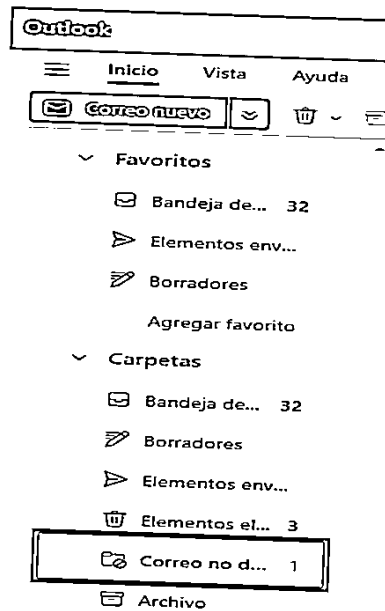 Outlook
Inicio Vista Ayuda
Correo nuevo
Favoritos
Bandeja de... 32
Elementos env...
Borradores
Agregar favorito
Carpetas
Bandeja de... 32
Borradores
Elementos env...
Elementos el... 3
Correo no d... 1
Archivo